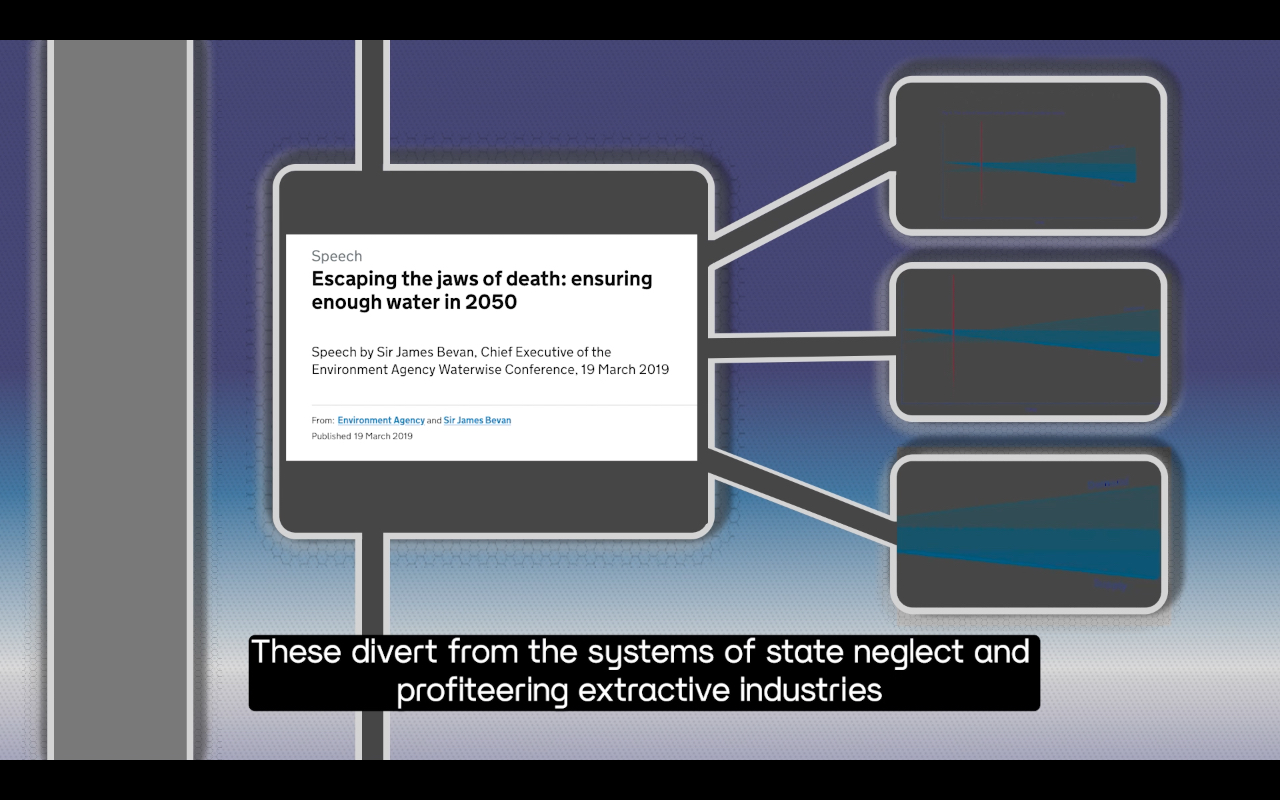 Speech
Escaping the jaws of death: ensuring
enough water in 2050
Speech by Sir James Bevan, Chief Executive of the
Environment Agency Waterwise Conference, 19 March 2019
From: Environment Agency and Sir James Bevan
Published 19 March 2019
These divert from the systems of state neglect and
profiteering extractive industries